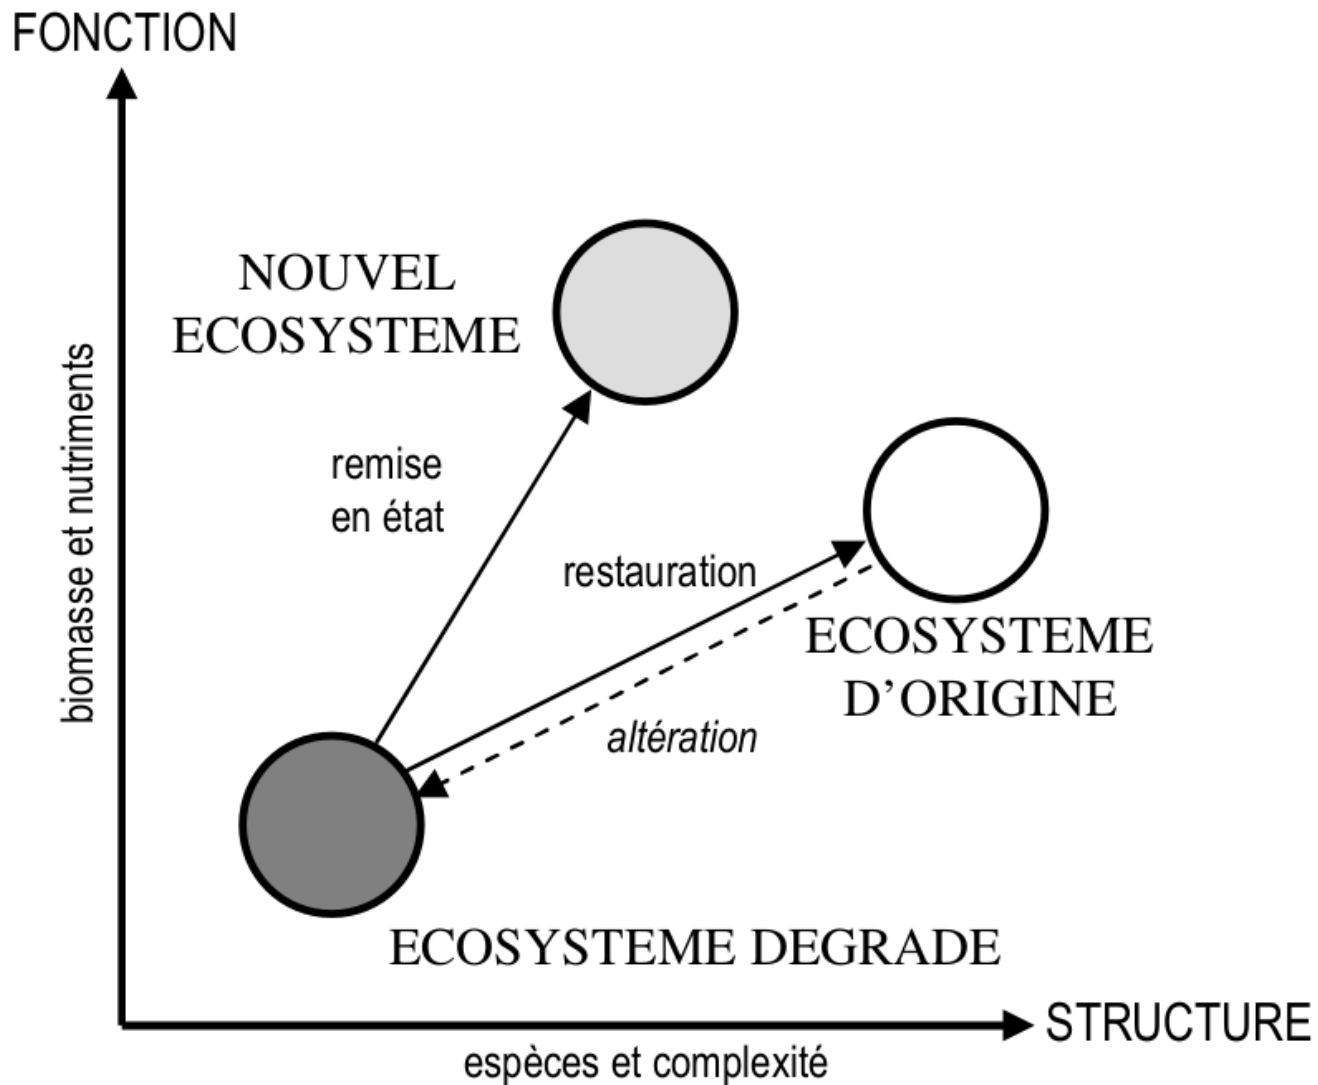 FONCTION
NOUVEL
ECOSYSTEME
biomasse et nutriments
remise
en état
restauration
ECOSYSTEME
D’ORIGINE
altération
ECOSYSTEME DEGRADE
STRUCTURE
espèces et complexité